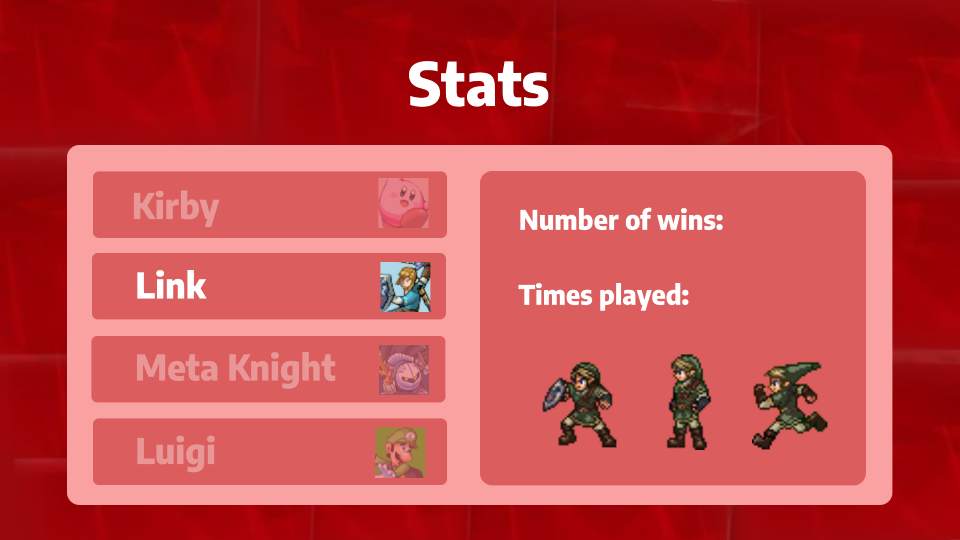 Stats
Kirby
Link
Meta Knight
Luigi
Number of wins:
Times played: